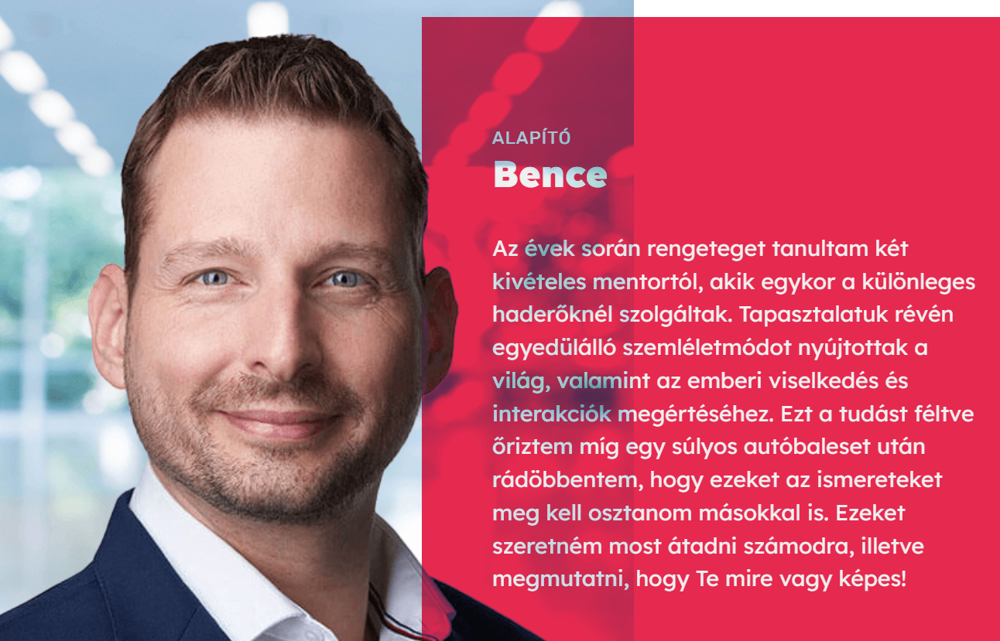 ALAPÍTÓ
Bence
Az évek során rengeteget tanultam két
kivételes mentortól, akik egykor a különleges
haderőknél szolgáltak. Tapasztalatuk révén
egyedülálló szemléletmódot nyújtottak a
világ, valamint az emberi viselkedés és
interakciók megértéséhez. Ezt a tudást féltve
őriztem míg egy súlyos autóbaleset után
rádöbbentem, hogy ezeket az ismereteket
meg kell osztanom másokkal is. Ezeket
szeretném most átadni számodra, illetve
megmutatni, hogy Te mire vagy képes!